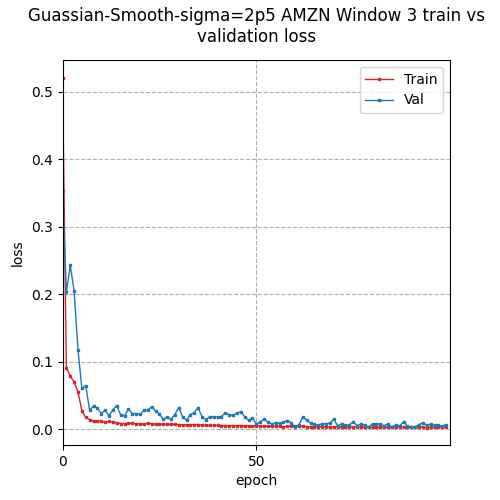 Guassian-Smooth-sigma=2p5 AMZN Window 3 train vs
validation loss
Train
Val
0.5
0.4
0.3
0.2
0.1
0.0
loss
0
50
epoch